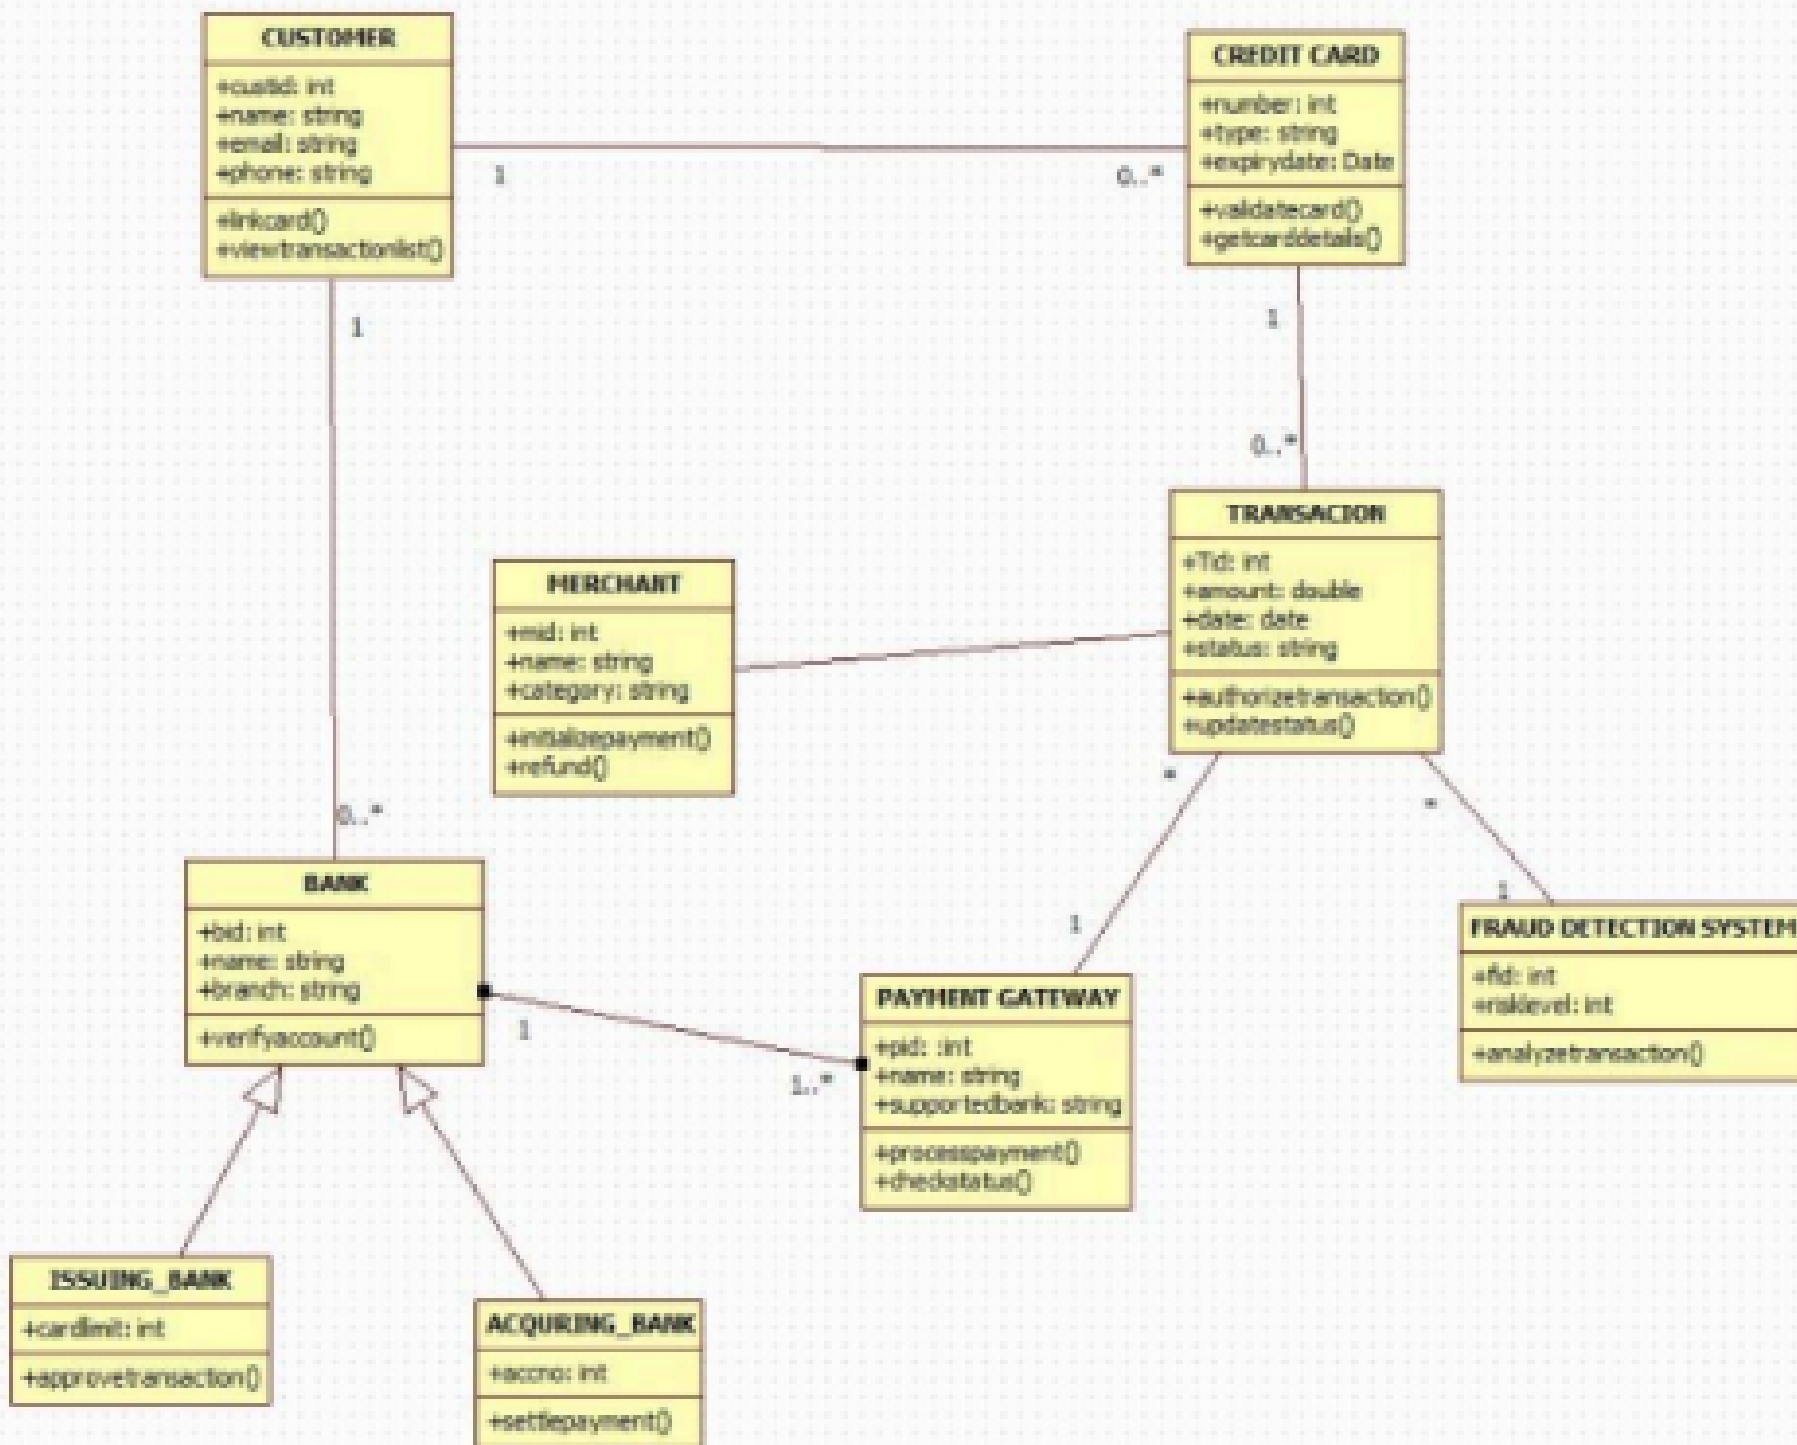 CUSTOMER
+custid: int
+name: string
+email: string
+phone: string
+linkcard()
+viewtransactionlist()
1
0..*
CREDIT CARD
+number: int
+type: string
+expirydate: Date
+validatecard()
+getcarddetails()
1
0..*
1
0..*
TRANSACION
+Tid: int
+amount: double
+date: date
+status: string
+authorizetransaction()
+updatestatus()
MERCHANT
+mid: int
+name: string
+category: string
+refund()
*
1
*
1
BANK
+bid: int
+name: string
+branch: string
+verifyaccount()
1
1..*
PAYMENT GATEWAY
+pid: :int
+name: string
+supportedbank: string
+processpayment()
+checkstatus()
FRAUD DETECTION SYSTEM
+fid: int
+risklevel: int
+analyzetransaction()
ISSUING_BANK
+cardlimit: int
+approvetransaction()
ACQURING_BANK
+accno: int
+settlepayment()